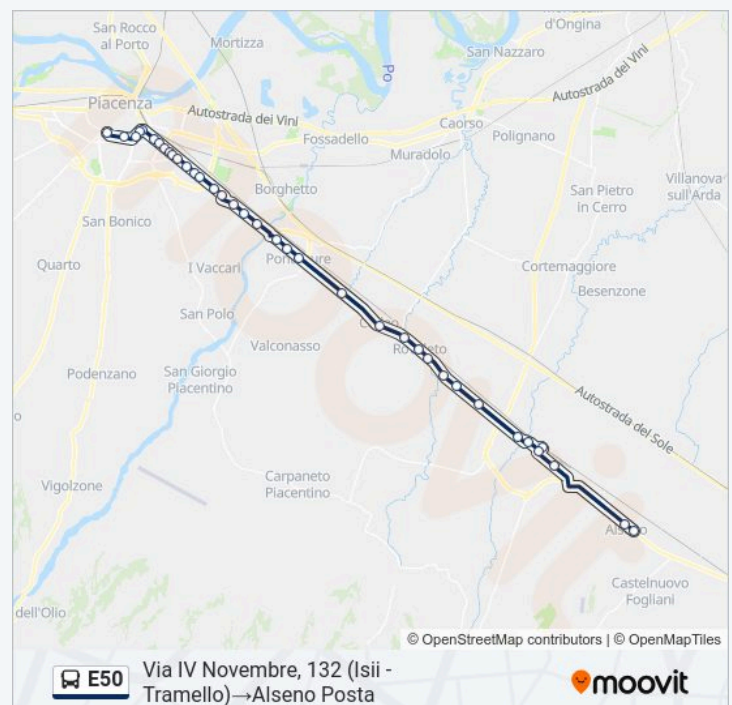 d'Ongina
San Rocco
al Porto
Mortizza
San Nazzaro
Po
Autostrada dei Vini
Piacenza
Autostrada dei Vini
Caorso
Fossadello
Polignano
Muradolo
Villanova
sull'Arda
Borghetto
San Pietro
in Cerro
San Bonico
Quarto
I Vaccari
Cortemaggiore
Besenzone
San Polo
Valconasso
Podenzano
San Giorgio
Piacentino
Autostrada del Sole
Carpaneto
Piacentino
Vigolzone
Alseno
Castelnuovo
Fogliani
dell'Olio
© OpenStreetMap contributors | © OpenMapTiles
E50
Via IV Novembre, 132 (Isii -
Tramello)→Alseno Posta
moovit